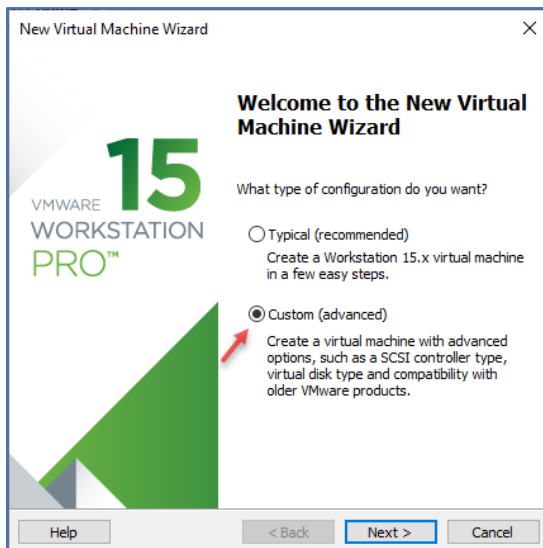 New Virtual Machine Wizard
Welcome to the New Virtual
Machine Wizard
15
VMWARE
WORKSTATION
PRO™
What type of configuration do you want?
Typical (recommended)
Create a Workstation 15.x virtual machine
in a few easy steps.
Custom (advanced)
Create a virtual machine with advanced
options, such as a SCSI controller type,
virtual disk type and compatibility with
older VMware products.
Help
< Back
Next >
Cancel